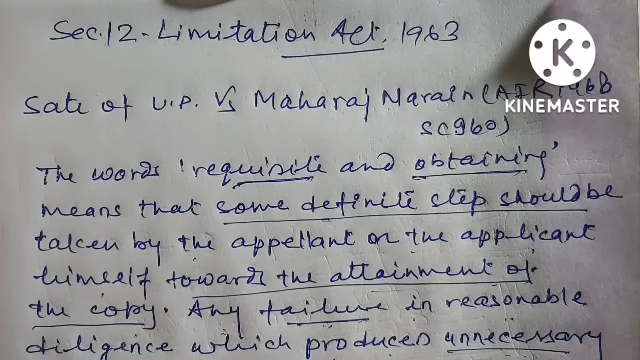 Sec.12 - Limitation Act, 1963
K
KINEMASTER
Sate of U.P. Vs Maharaj Narain (AIR 1968
SC 960)
The words 'requisite and obtaining'
means that some definite step should be
taken by the appellant or the applicant
himself towards the attainment of
the copy. Any failure in reasonable
diligence which produces unnecessary